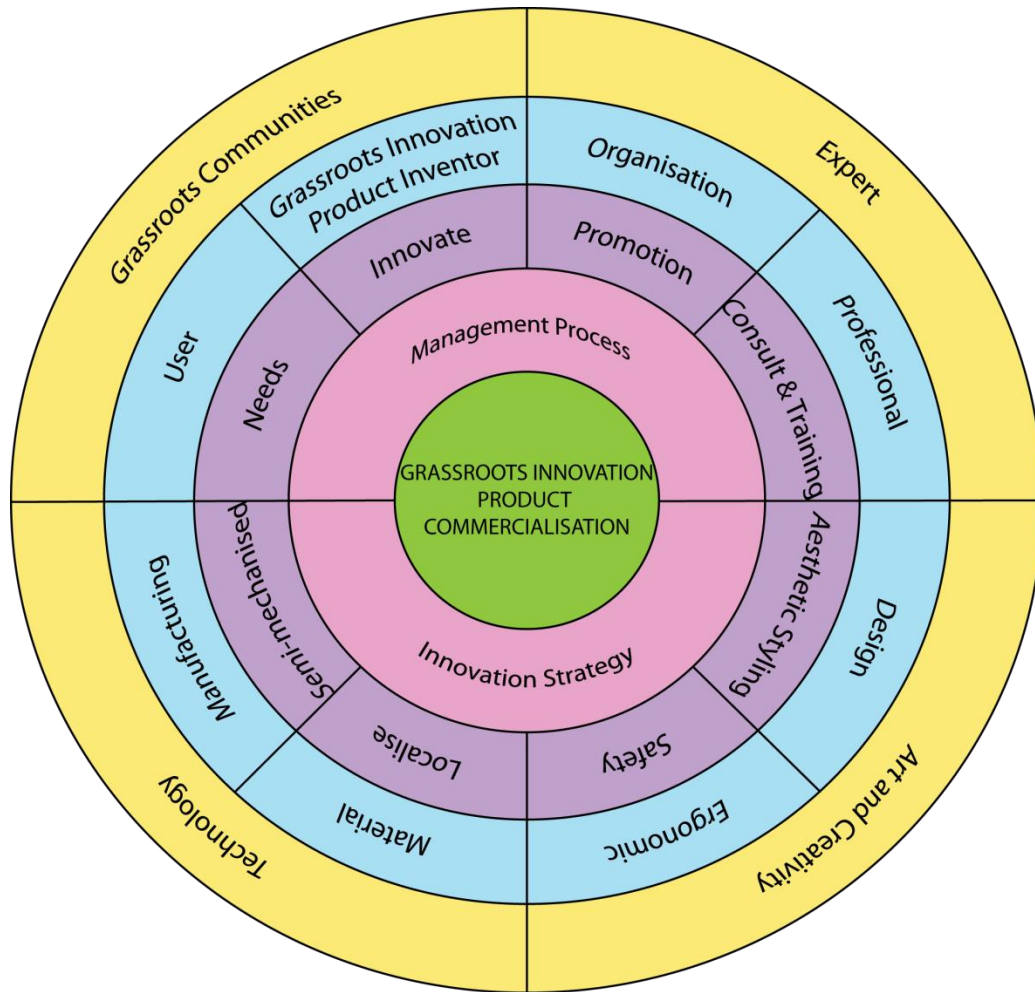 Grassroots Communities
Expert
Grassroots Innovation
Product Inventor
Organisation
User
Professional
Innovate
Promotion
Needs
Consult & Training
Management Process
GRASSROOTS INNOVATION
PRODUCT
COMMERCIALISATION
Innovation Strategy
Semi-mechanised
Aesthetic Styling
Localise
Safety
Manufacturing
Design
Material
Ergonomic
Technology
Art and Creativity